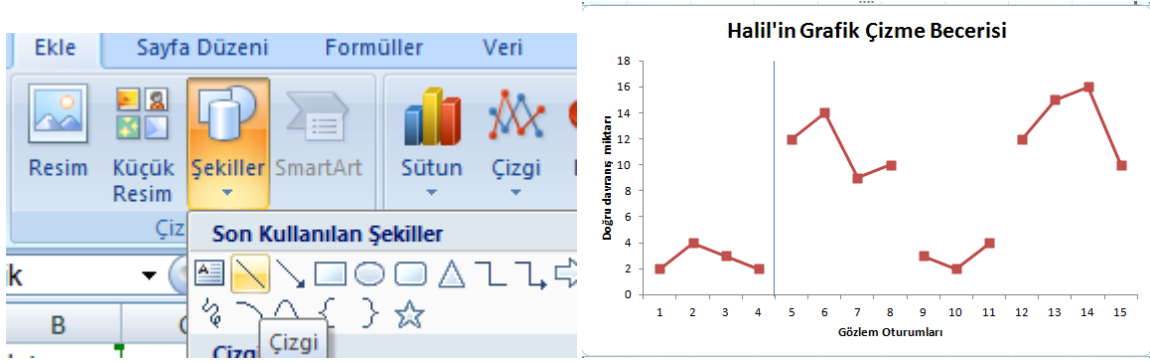 Ekle Sayfa Düzeni Formüller Veri
Resim Küçük Resim Şekiller SmartArt Sütun Çizgi
Çiz
Son Kullanılan Şekiller
A
k
B
Çizgi
Halil'in Grafik Çizme Becerisi
Doğru davranış miktarı
18
16
14
12
10
8
6
4
2
0
1 2 3 4 5 6 7 8 9 10 11 12 13 14 15
Gözlem Oturumları